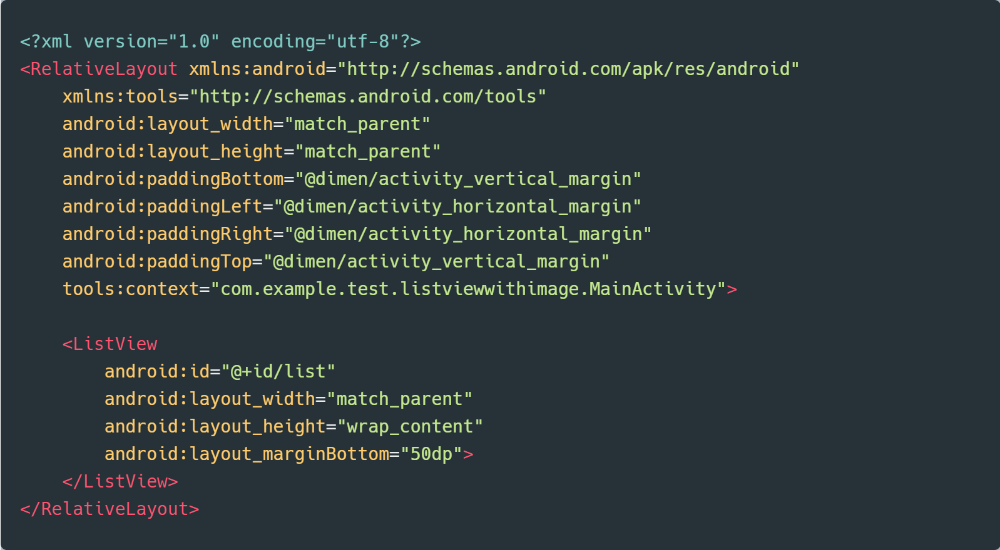 <?xml version="1.0" encoding="utf-8"?>
<RelativeLayout xmlns:android="http://schemas.android.com/apk/res/android"
    xmlns:tools="http://schemas.android.com/tools"
    android:layout_width="match_parent"
    android:layout_height="match_parent"
    android:paddingBottom="@dimen/activity_vertical_margin"
    android:paddingLeft="@dimen/activity_horizontal_margin"
    android:paddingRight="@dimen/activity_horizontal_margin"
    android:paddingTop="@dimen/activity_vertical_margin"
    tools:context="com.example.test.listviewwithimage.MainActivity">

    <ListView
        android:id="@+id/list"
        android:layout_width="match_parent"
        android:layout_height="wrap_content"
        android:layout_marginBottom="50dp">
    </ListView>
</RelativeLayout>